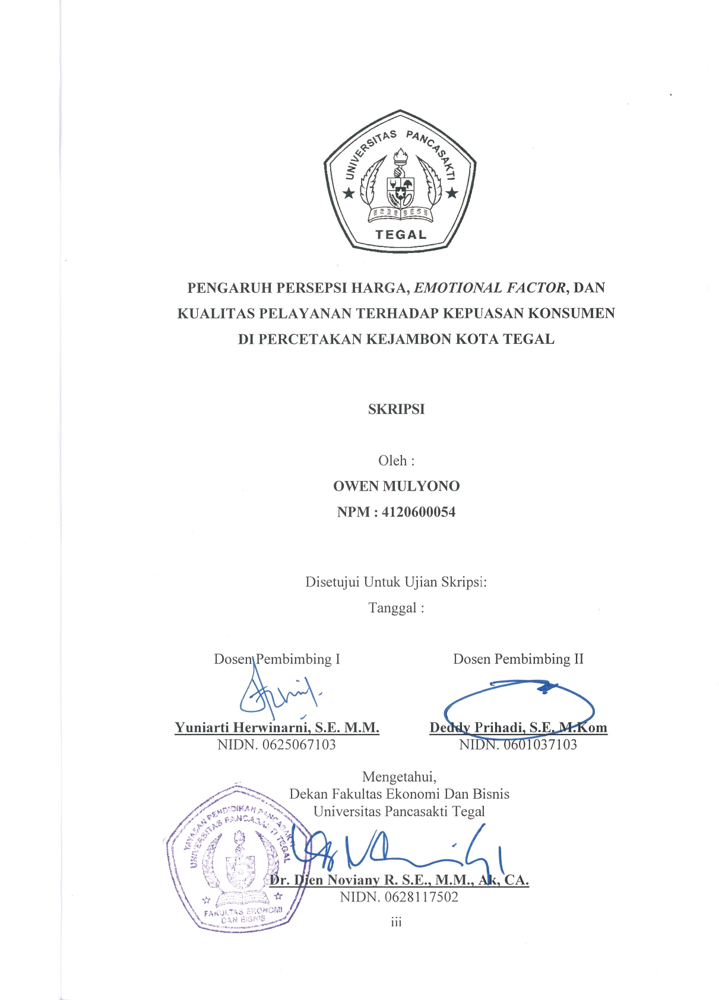 UNIVERSITAS PANCASAKTI
TEGAL
PENGARUH PERSEPSI HARGA, EMOTIONAL FACTOR, DAN
KUALITAS PELAYANAN TERHADAP KEPUASAN KONSUMEN
DI PERCETAKAN KEJAMBON KOTA TEGAL
SKRIPSI
Oleh :
OWEN MULYONO
NPM : 4120600054
Disetujui Untuk Ujian Skripsi:
Tanggal :
Dosen Pembimbing I
Dosen Pembimbing II
Yuniarti Herwinarni, S.E. M.M.
NIDN. 0625067103
Deddy Prihadi, S.E. M.Kom
NIDN. 0601037103
Mengetahui,
Dekan Fakultas Ekonomi Dan Bisnis
Universitas Pancasakti Tegal
YAYASAN PENDIDIKAN PANCASAKTI
UNIVERSITAS PANCASAKTI TEGAL
FAKULTAS EKONOMI
DAN BISNIS
Dr. Dien Noviany R. S.E., M.M., Ak, CA.
NIDN. 0628117502
iii